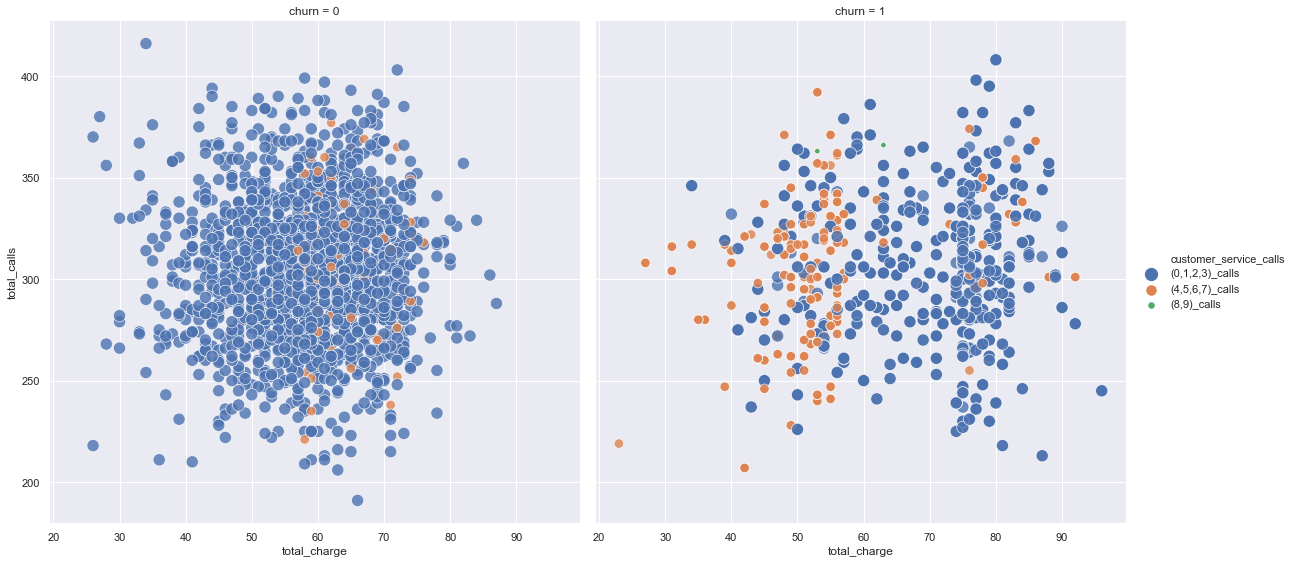 churn = 0
churn = 1
total_calls
400
350
300
250
200
20 30 40 50 60 70 80 90
total_charge
20 30 40 50 60 70 80 90
total_charge
customer_service_calls
(0,1,2,3)_calls
(4,5,6,7)_calls
(8,9)_calls